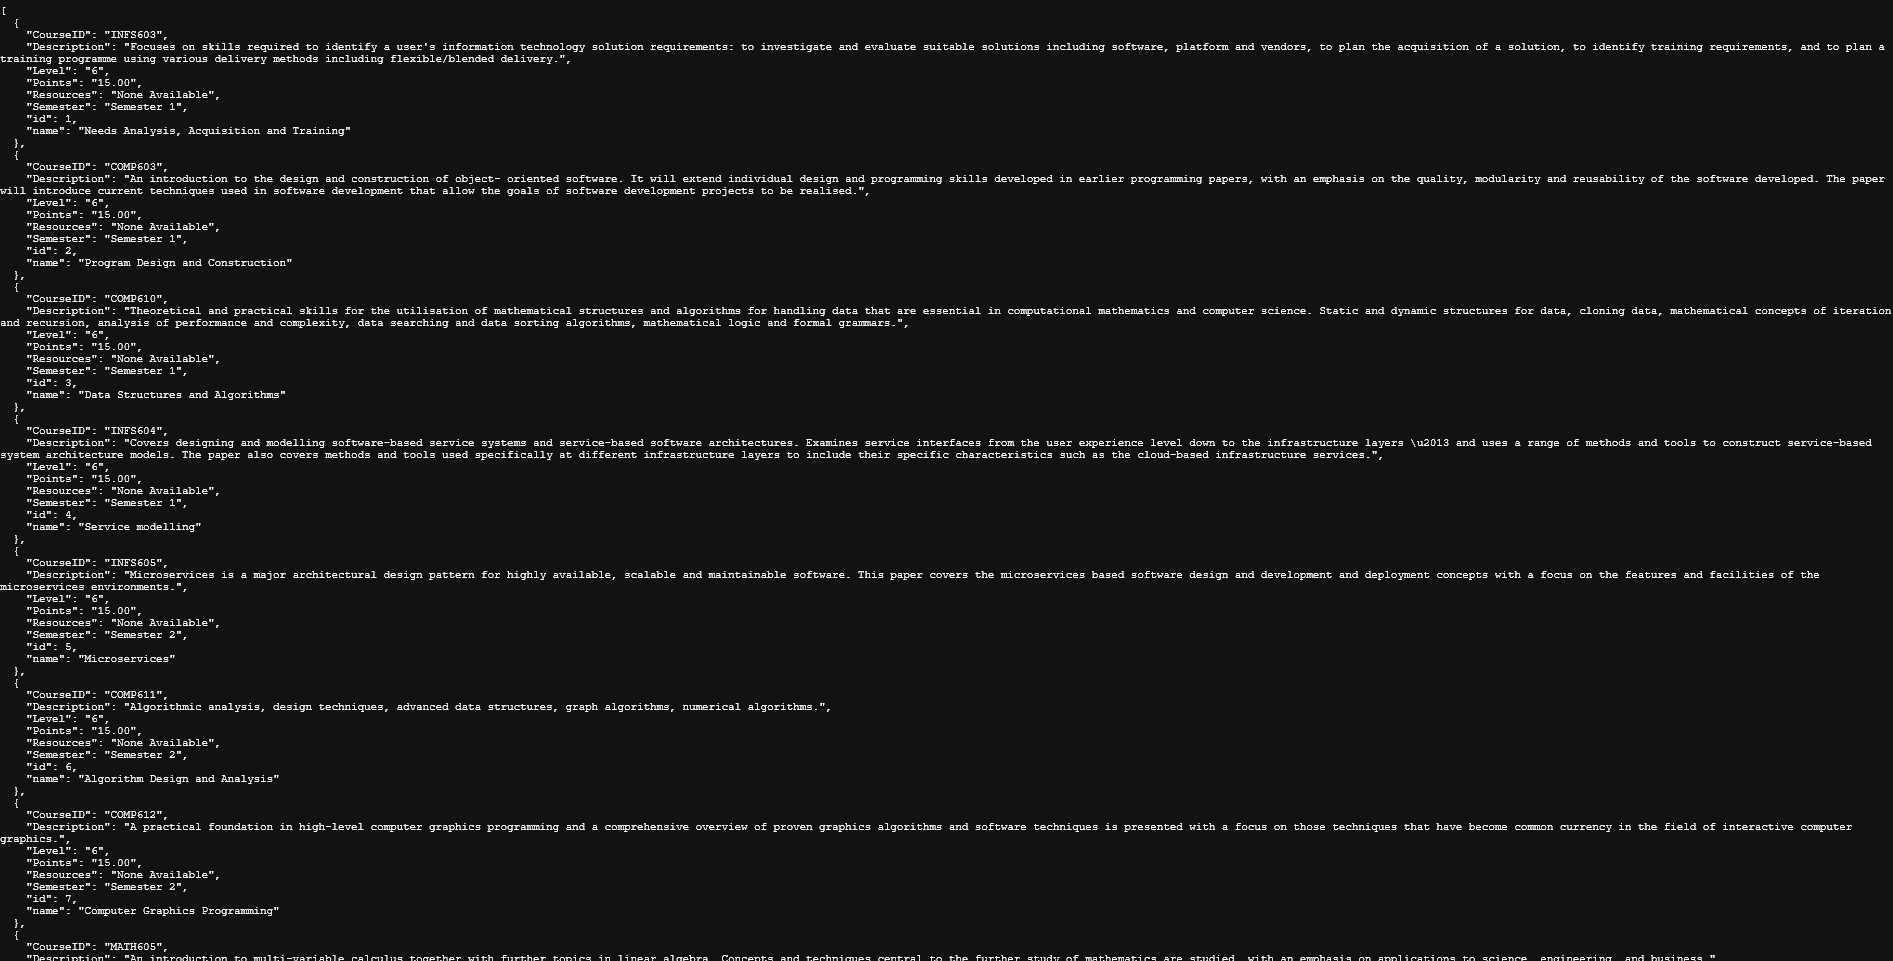 [
  {
    "CourseID": "INFS603",
    "Description": "Focuses on skills required to identify a user's information technology solution requirements: to investigate and evaluate suitable solutions including software, platform and vendors, to plan the acquisition of a solution, to identify training requirements, and to plan a
training programme using various delivery methods including flexible/blended delivery.",
    "Level": "6",
    "Points": "15.00",
    "Resources": "None Available",
    "Semester": "Semester 1",
    "id": 1,
    "name": "Needs Analysis, Acquisition and Training"
  },
  {
    "CourseID": "COMP603",
    "Description": "An introduction to the design and construction of object- oriented software. It will extend individual design and programming skills developed in earlier programming papers, with an emphasis on the quality, modularity and reusability of the software developed. The paper
will introduce current techniques used in software development that allow the goals of software development projects to be realised.",
    "Level": "6",
    "Points": "15.00",
    "Resources": "None Available",
    "Semester": "Semester 1",
    "id": 2,
    "name": "Program Design and Construction"
  },
  {
    "CourseID": "COMP610",
    "Description": "Theoretical and practical skills for the utilisation of mathematical structures and algorithms for handling data that are essential in computational mathematics and computer science. Static and dynamic structures for data, cloning data, mathematical concepts of iteration
and recursion, analysis of performance and complexity, data searching and data sorting algorithms, mathematical logic and formal grammars.",
    "Level": "6",
    "Points": "15.00",
    "Resources": "None Available",
    "Semester": "Semester 1",
    "id": 3,
    "name": "Data Structures and Algorithms"
  },
  {
    "CourseID": "INFS604",
    "Description": "Covers designing and modelling software-based service systems and service-based software architectures. Examines service interfaces from the user experience level down to the infrastructure layers \u2013 and uses a range of methods and tools to construct service-based
system architecture models. The paper also covers methods and tools used specifically at different infrastructure layers to include their specific characteristics such as the cloud-based infrastructure services.",
    "Level": "6",
    "Points": "15.00",
    "Resources": "None Available",
    "Semester": "Semester 1",
    "id": 4,
    "name": "Service modelling"
  },
  {
    "CourseID": "INFS605",
    "Description": "Microservices is a major architectural design pattern for highly available, scalable and maintainable software. This paper covers the microservices based software design and development and deployment concepts with a focus on the features and facilities of the
microservices environments.",
    "Level": "6",
    "Points": "15.00",
    "Resources": "None Available",
    "Semester": "Semester 2",
    "id": 5,
    "name": "Microservices"
  },
  {
    "CourseID": "COMP611",
    "Description": "Algorithmic analysis, design techniques, advanced data structures, graph algorithms, numerical algorithms.",
    "Level": "6",
    "Points": "15.00",
    "Resources": "None Available",
    "Semester": "Semester 2",
    "id": 6,
    "name": "Algorithm Design and Analysis"
  },
  {
    "CourseID": "COMP612",
    "Description": "A practical foundation in high-level computer graphics programming and a comprehensive overview of proven graphics algorithms and software techniques is presented with a focus on those techniques that have become common currency in the field of interactive computer
graphics.",
    "Level": "6",
    "Points": "15.00",
    "Resources": "None Available",
    "Semester": "Semester 2",
    "id": 7,
    "name": "Computer Graphics Programming"
  },
  {
    "CourseID": "MATH605",
    "Description": "An introduction to multi-variable calculus together with further topics in linear algebra. Concepts and techniques central to the further study of mathematics are studied, with an emphasis on applications to science, engineering, and business."